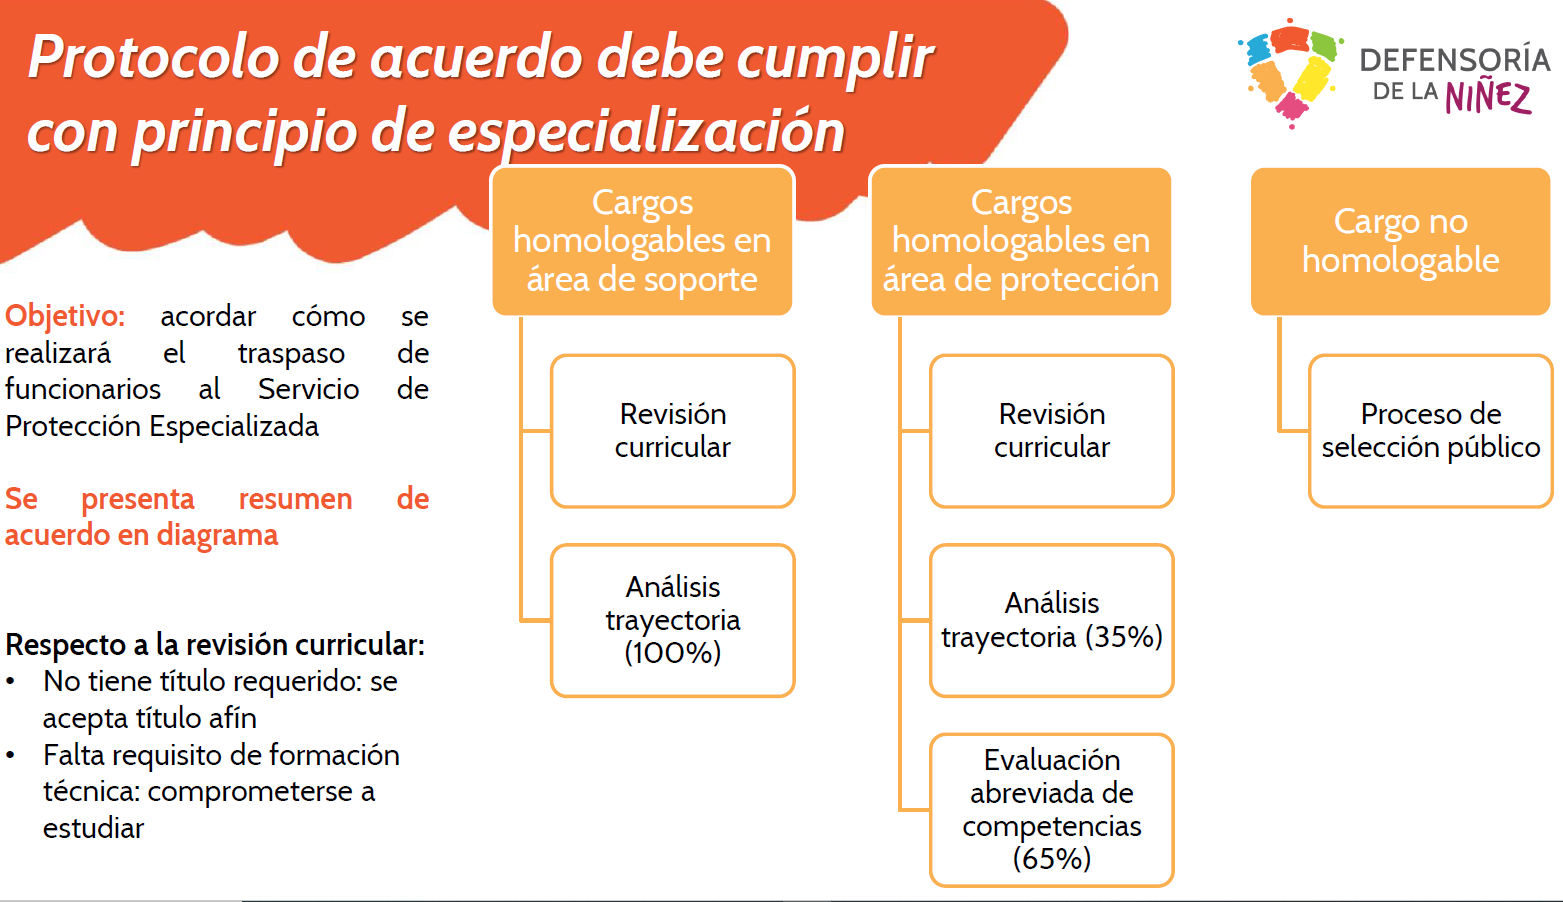 Protocolo de acuerdo debe cumplir
con principio de especialización
DEFENSORÍA
DE LA NIÑEZ
Objetivo: acordar cómo se
realizará el traspaso de
funcionarios al Servicio de
Protección Especializada
Se presenta resumen de
acuerdo en diagrama
Respecto a la revisión curricular:
• No tiene título requerido: se
acepta título afín
• Falta requisito de formación
técnica: comprometerse a
estudiar
Cargos
homologables en
área de soporte
Revisión
curricular
Análisis
trayectoria
(100%)
Cargos
homologables en
área de protección
Revisión
curricular
Análisis
trayectoria (35%)
Evaluación
abreviada de
competencias
(65%)
Cargo no
homologable
Proceso de
selección público